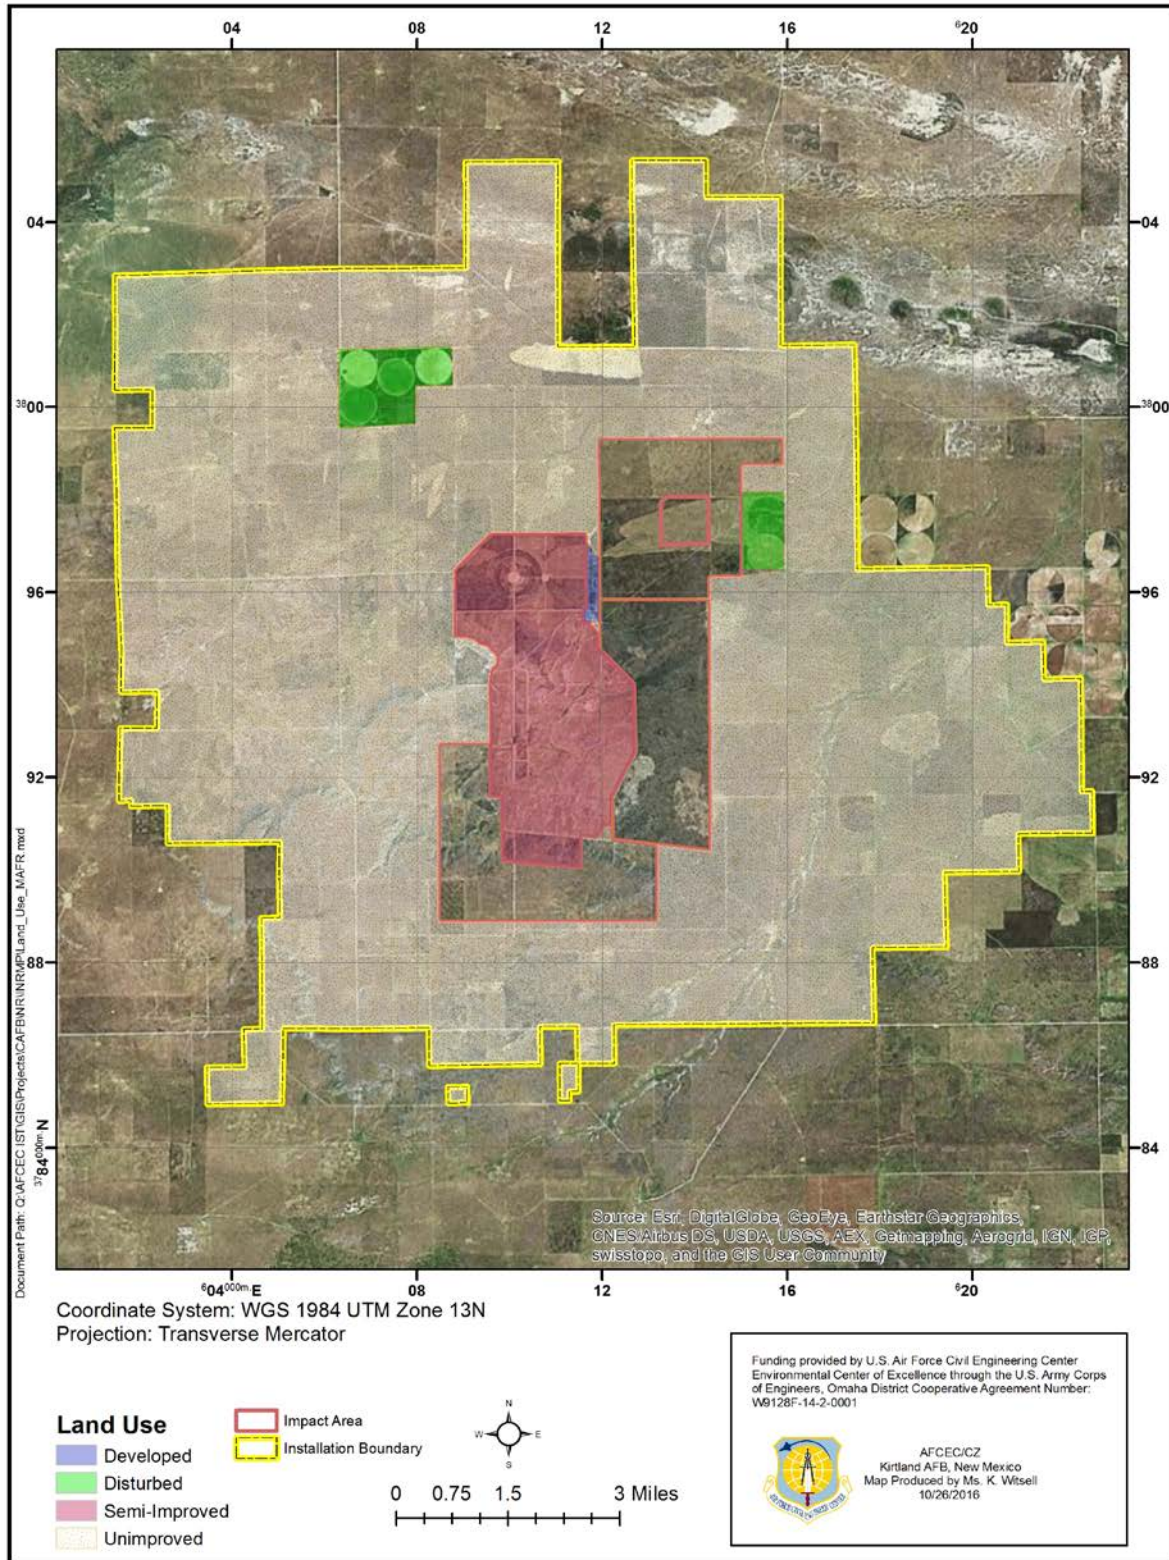 04 08 12 16 ⁶20
04 04
³⁸00 ³⁸00
96 96
92 92
88 88
³⁷84⁰⁰⁰ᵐ·N 84
Document Path: Q:\AFCEC IST\GIS\Projects\CAFB\NR\INRMP\Land_Use_MAFR.mxd
Source: Esri, DigitalGlobe, GeoEye, Earthstar Geographics,
CNES/Airbus DS, USDA, USGS, AEX, Getmapping, Aerogrid, IGN, IGP,
swisstopo, and the GIS User Community
⁶04⁰⁰⁰ᵐ·E 08 12 16 ⁶20
Coordinate System: WGS 1984 UTM Zone 13N
Projection: Transverse Mercator
Land Use
Developed
Disturbed
Semi-Improved
Unimproved
Impact Area
Installation Boundary
N
W E
S
0 0.75 1.5 3 Miles
Funding provided by U.S. Air Force Civil Engineering Center
Environmental Center of Excellence through the U.S. Army Corps
of Engineers, Omaha District Cooperative Agreement Number:
W9128F-14-2-0001
AFCEC/CZ
Kirtland AFB, New Mexico
Map Produced by Ms. K. Witsell
10/26/2016